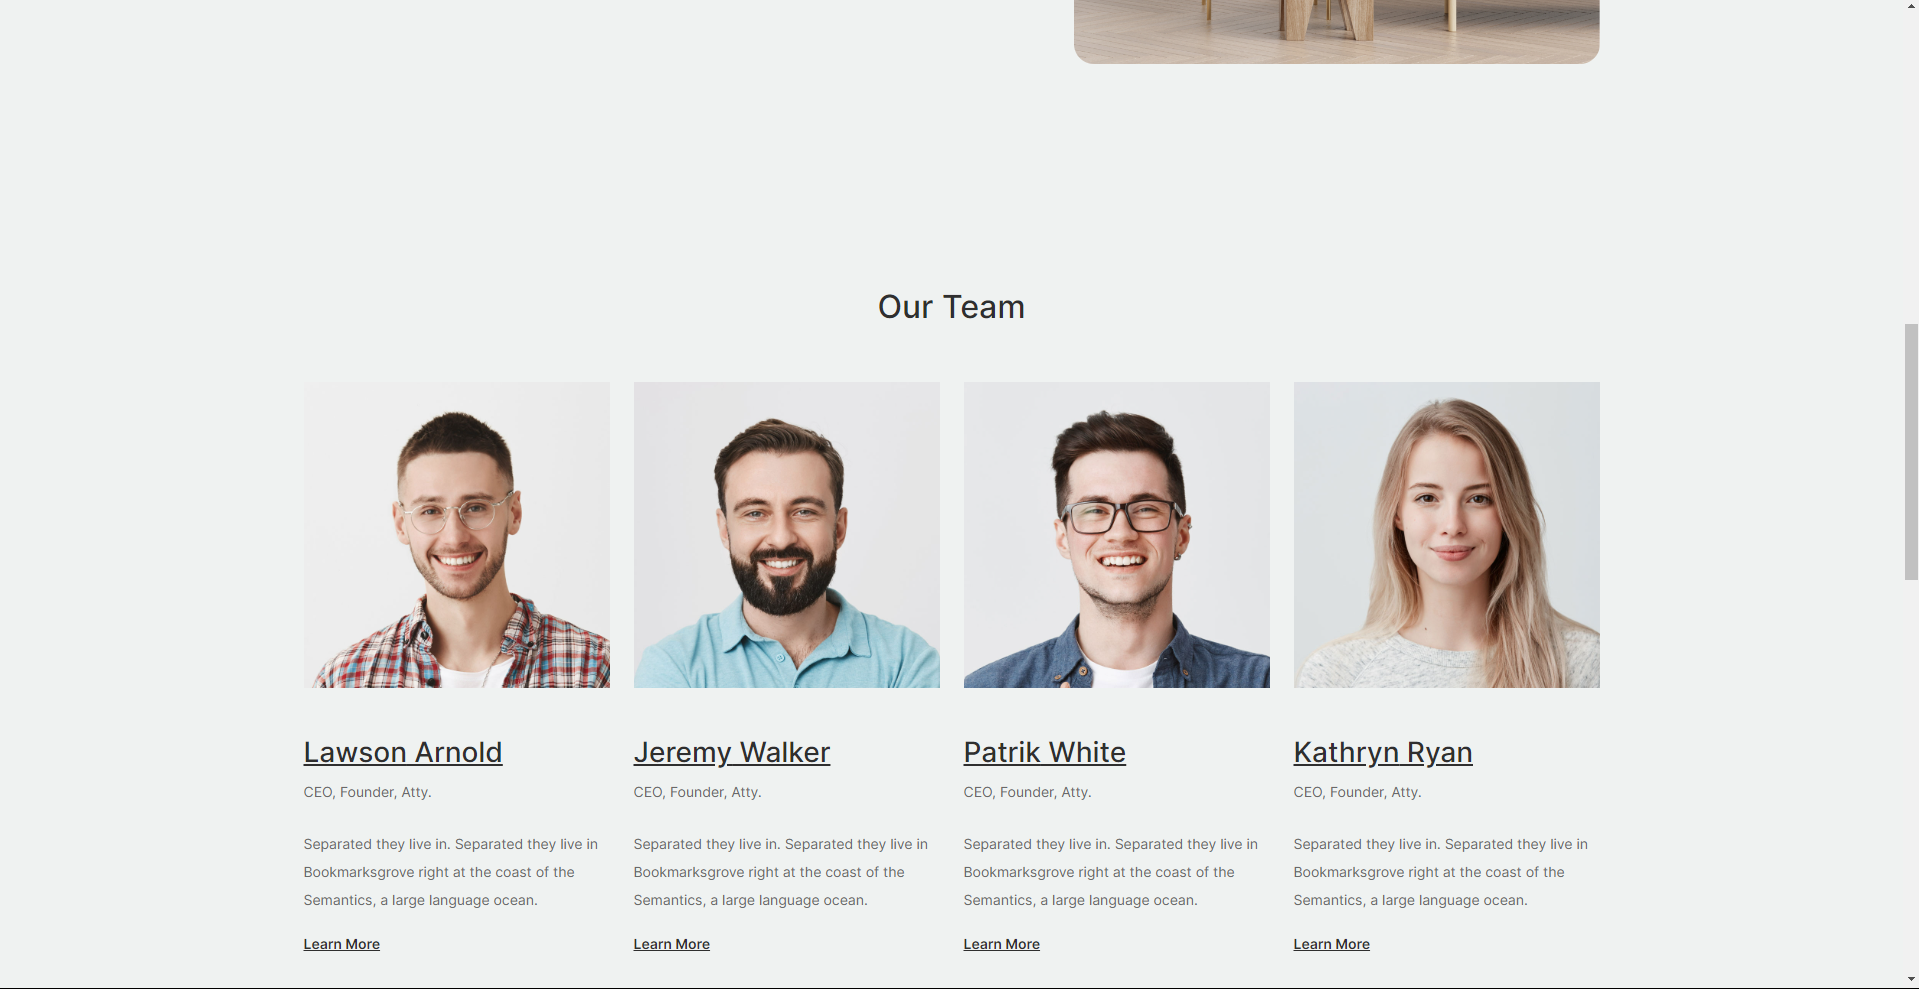 Our Team
Lawson Arnold
CEO, Founder, Atty.
Separated they live in. Separated they live in
Bookmarksgrove right at the coast of the
Semantics, a large language ocean.
Learn More
Jeremy Walker
CEO, Founder, Atty.
Separated they live in. Separated they live in
Bookmarksgrove right at the coast of the
Semantics, a large language ocean.
Learn More
Patrik White
CEO, Founder, Atty.
Separated they live in. Separated they live in
Bookmarksgrove right at the coast of the
Semantics, a large language ocean.
Learn More
Kathryn Ryan
CEO, Founder, Atty.
Separated they live in. Separated they live in
Bookmarksgrove right at the coast of the
Semantics, a large language ocean.
Learn More